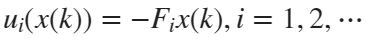 uᵢ(x(k)) = −Fᵢx(k), i = 1, 2, ⋯